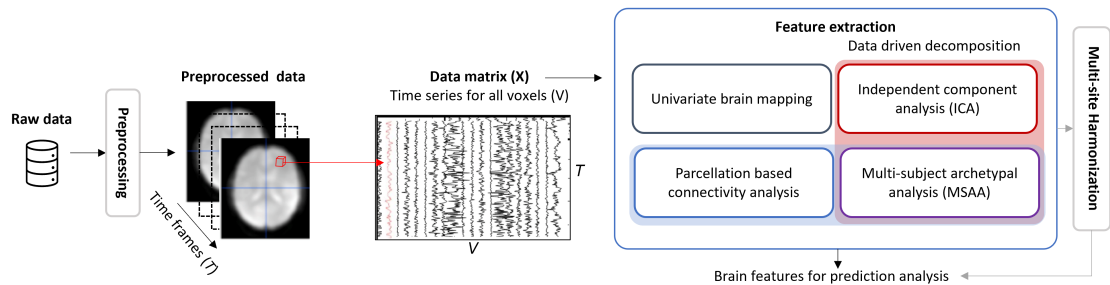 Raw data
Preprocessing
Preprocessed data
Time frames (T)
Data matrix (X)
Time series for all voxels (V)
T
V
Feature extraction
Data driven decomposition
Univariate brain mapping
Independent component
analysis (ICA)
Parcellation based
connectivity analysis
Multi-subject archetypal
analysis (MSAA)
Multi-site Harmonization
Brain features for prediction analysis